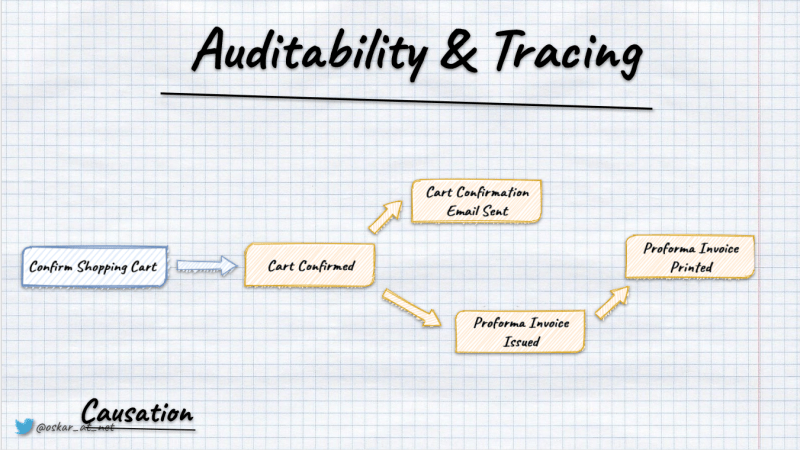 Auditability & Tracing
Cart Confirmation
Email Sent
Confirm Shopping Cart
Cart Confirmed
Proforma Invoice
Printed
Proforma Invoice
Issued
Causation
@oskar_at_net